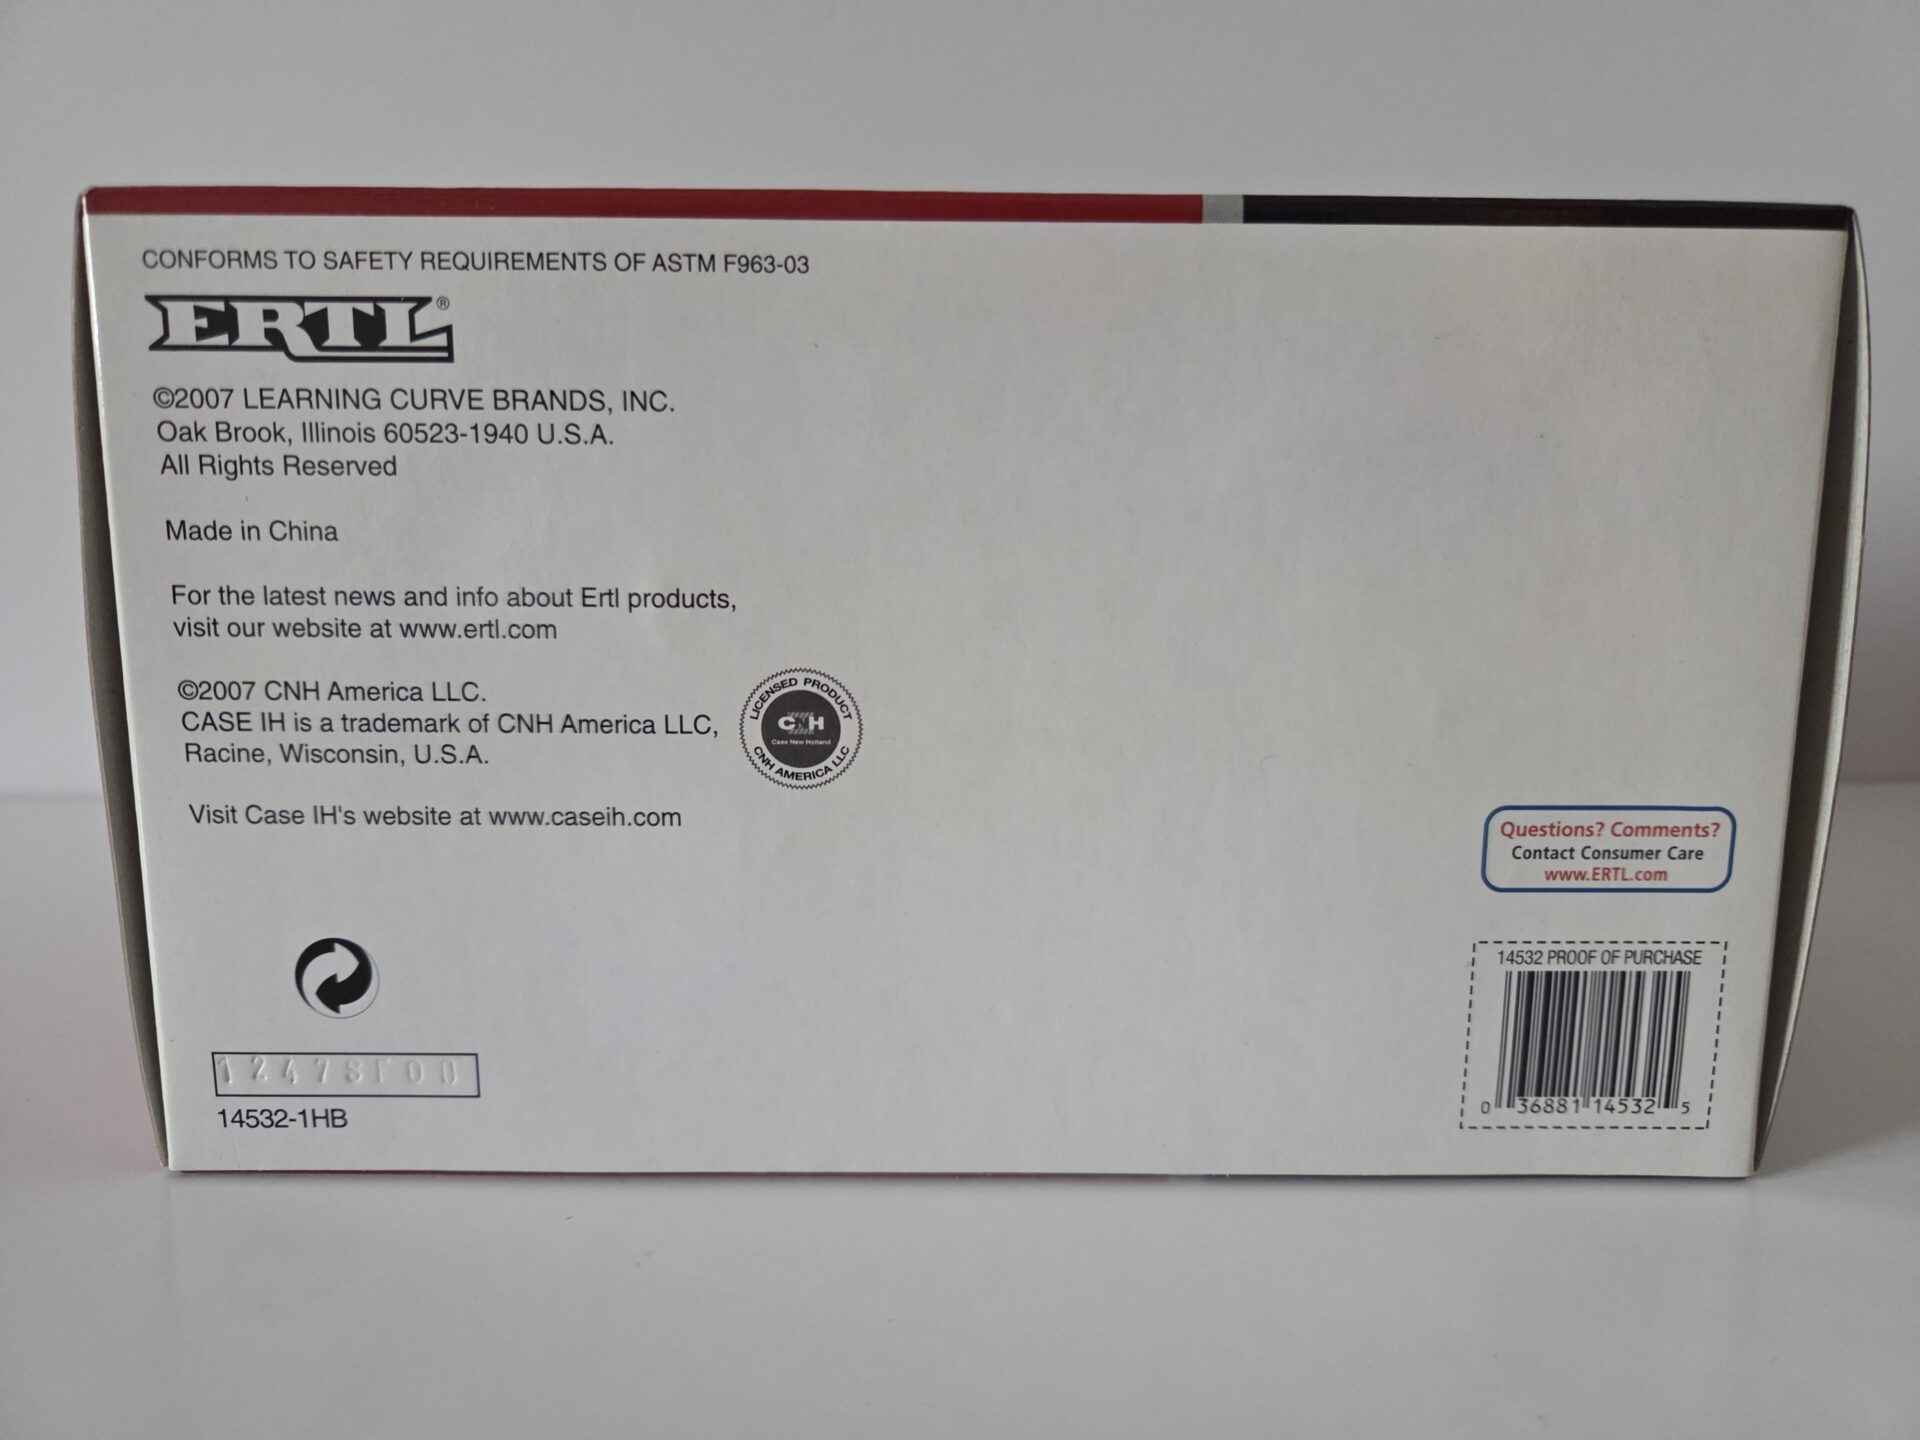 CONFORMS TO SAFETY REQUIREMENTS OF ASTM F963-03
ERTL®
©2007 LEARNING CURVE BRANDS, INC.
Oak Brook, Illinois 60523-1940 U.S.A.
All Rights Reserved
Made in China
For the latest news and info about Ertl products,
visit our website at www.ertl.com
©2007 CNH America LLC.
CASE IH is a trademark of CNH America LLC,
Racine, Wisconsin, U.S.A.
LICENSED PRODUCT
CNH
Case New Holland
CNH AMERICA LLC
Visit Case IH's website at www.caseih.com
Questions? Comments?
Contact Consumer Care
www.ERTL.com
14532 PROOF OF PURCHASE
0 36881 14532 5
14532-1HB